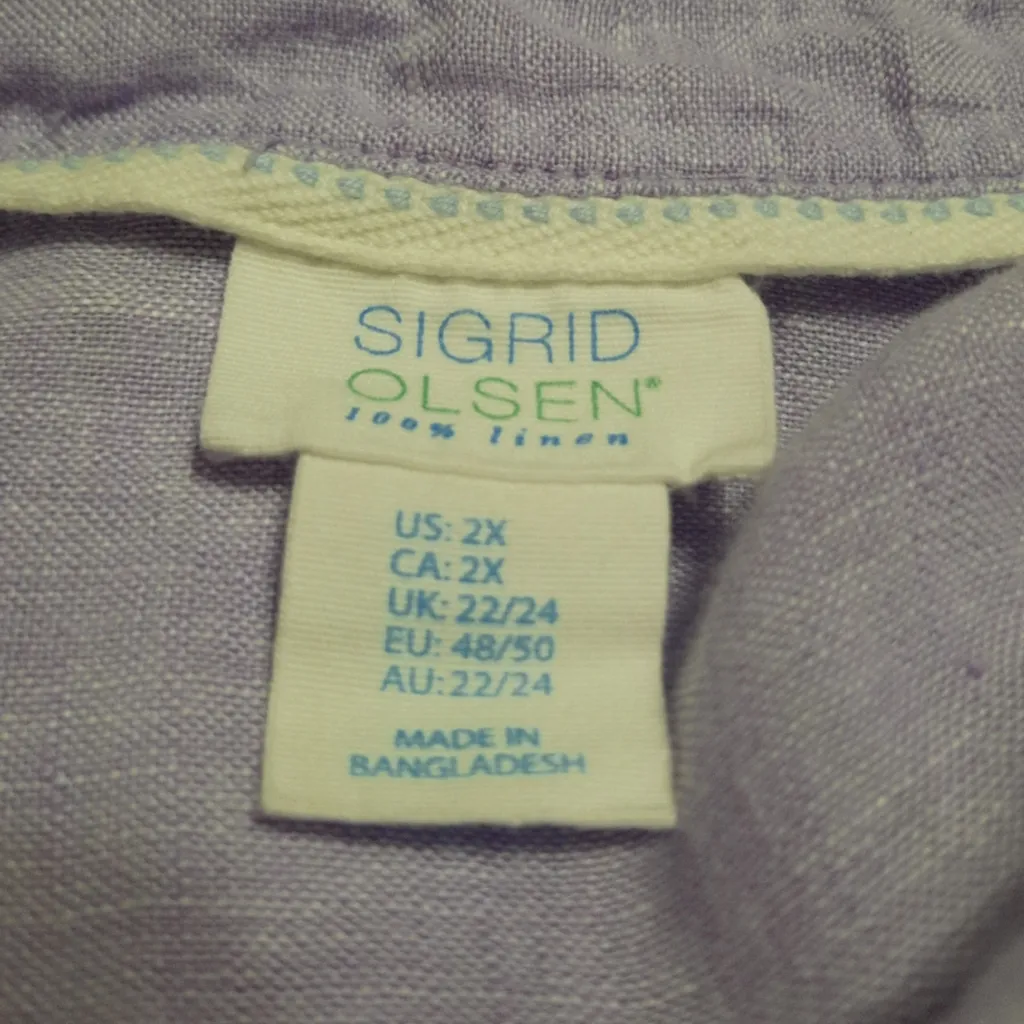 SIGRID
OLSEN®
100% linen
US: 2X
CA: 2X
UK: 22/24
EU: 48/50
AU: 22/24
MADE IN
BANGLADESH